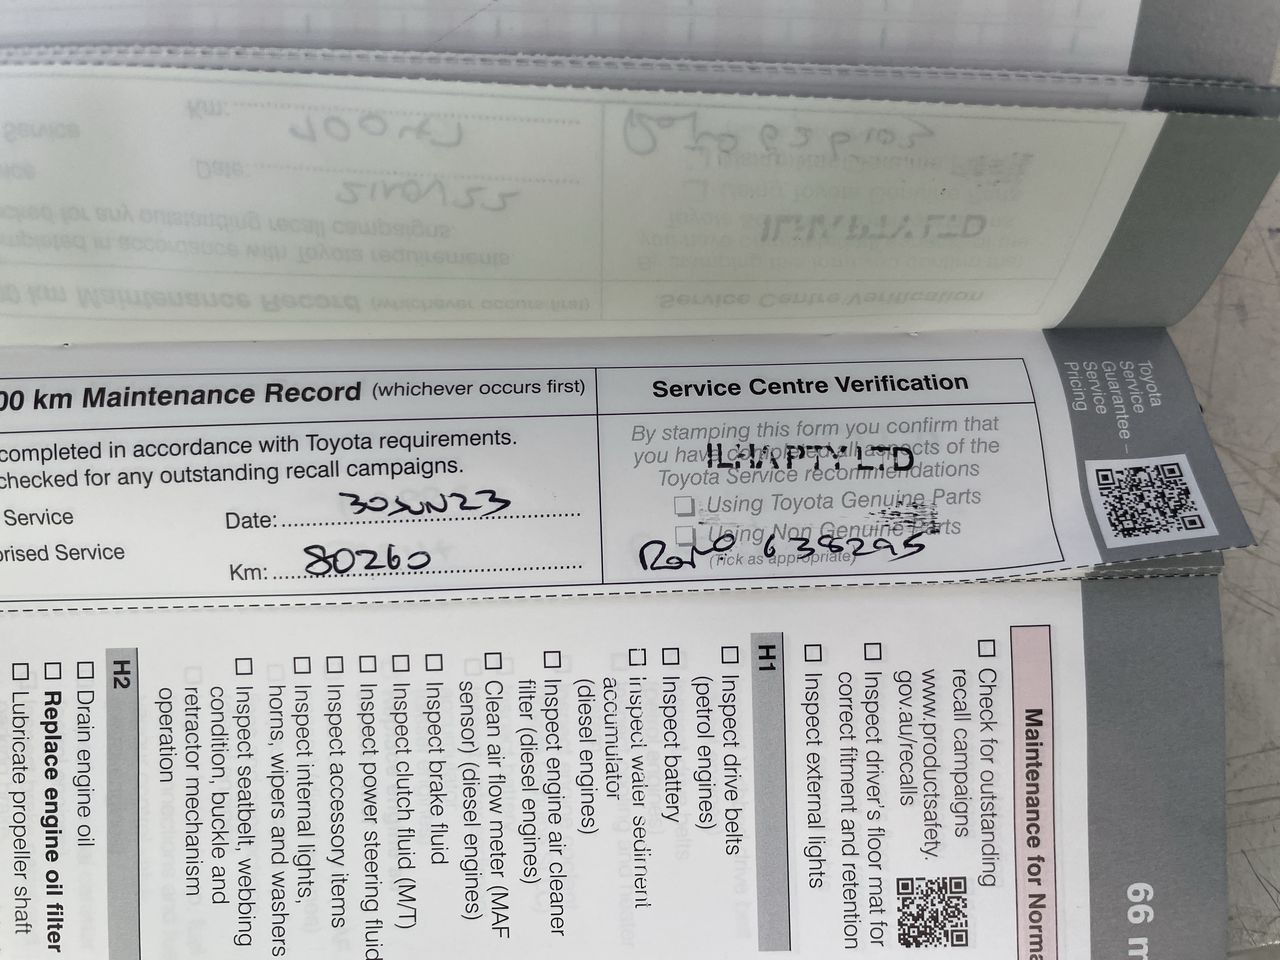 00 km Maintenance Record (whichever occurs first)
completed in accordance with Toyota requirements.
checked for any outstanding recall campaigns.
Service
Date: 30JUN23
orised Service
Km: 80260
Service Centre Verification
By stamping this form you confirm that
you have completed all aspects of the
Toyota Service recommendations
ILHA PTY LTD
Using Toyota Genuine Parts
Using Non Genuine Parts
(Tick as appropriate)
638295
Toyota
Service
Guarantee –
Service
Pricing
66 m
Maintenance for Norma
Check for outstanding
recall campaigns
www.productsafety.
gov.au/recalls
Inspect driver's floor mat for
correct fitment and retention
Inspect external lights
H1
Inspect drive belts
(petrol engines)
Inspect battery
Inspect water sediment
accumulator
(diesel engines)
Inspect engine air cleaner
filter (diesel engines)
Clean air flow meter (MAF
sensor) (diesel engines)
Inspect brake fluid
Inspect clutch fluid (M/T)
Inspect power steering fluid
Inspect accessory items
Inspect internal lights,
horns, wipers and washers
Inspect seatbelt, webbing
condition, buckle and
retractor mechanism
operation
H2
Drain engine oil
Replace engine oil filter
Lubricate propeller shaft